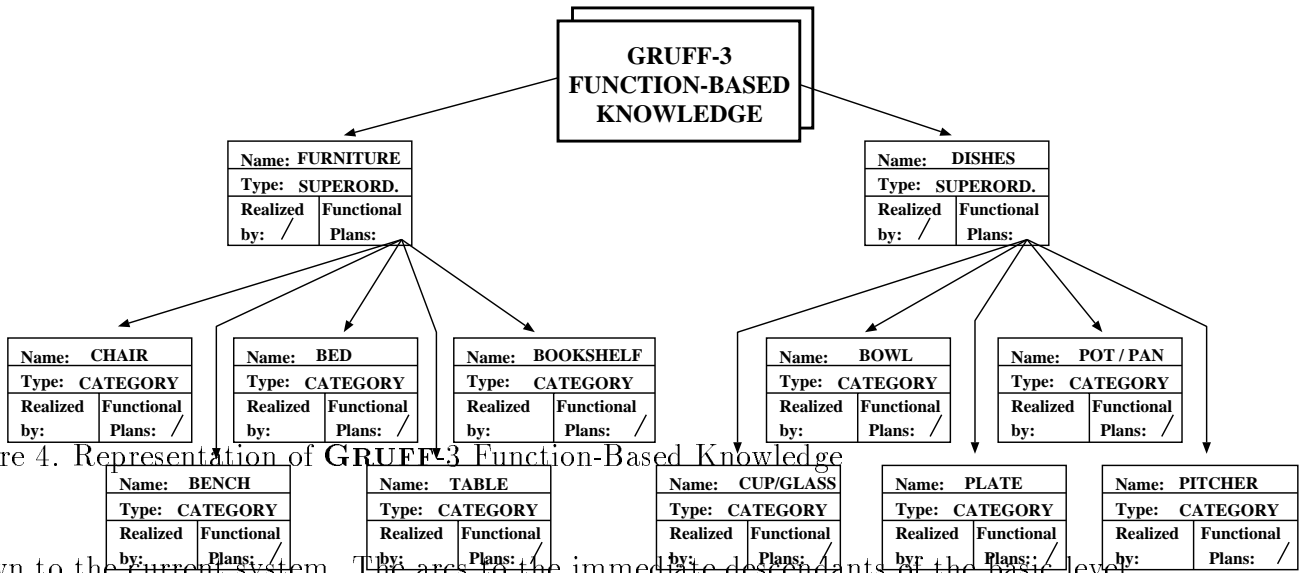 GRUFF-3
FUNCTION-BASED
KNOWLEDGE
Name: FURNITURE
Type: SUPERORD.
Realized by: /
Functional Plans:
Name: DISHES
Type: SUPERORD.
Realized by: /
Functional Plans:
Name: CHAIR
Type: CATEGORY
Realized by:
Functional Plans: /
Name: BED
Type: CATEGORY
Realized by:
Functional Plans: /
Name: BOOKSHELF
Type: CATEGORY
Realized by:
Functional Plans: /
Name: BOWL
Type: CATEGORY
Realized by:
Functional Plans: /
Name: POT / PAN
Type: CATEGORY
Realized by:
Functional Plans: /
re 4. Representation of GRUFF-3 Function-Based Knowledge
Name: BENCH
Type: CATEGORY
Realized by:
Functional Plans: /
Name: TABLE
Type: CATEGORY
Realized by:
Functional Plans: /
Name: CUP/GLASS
Type: CATEGORY
Realized by:
Functional Plans: /
Name: PLATE
Type: CATEGORY
Realized by:
Functional Plans: /
Name: PITCHER
Type: CATEGORY
Realized by:
Functional Plans: /
wn to the current system. The arcs to the immediate descendants of the basic level